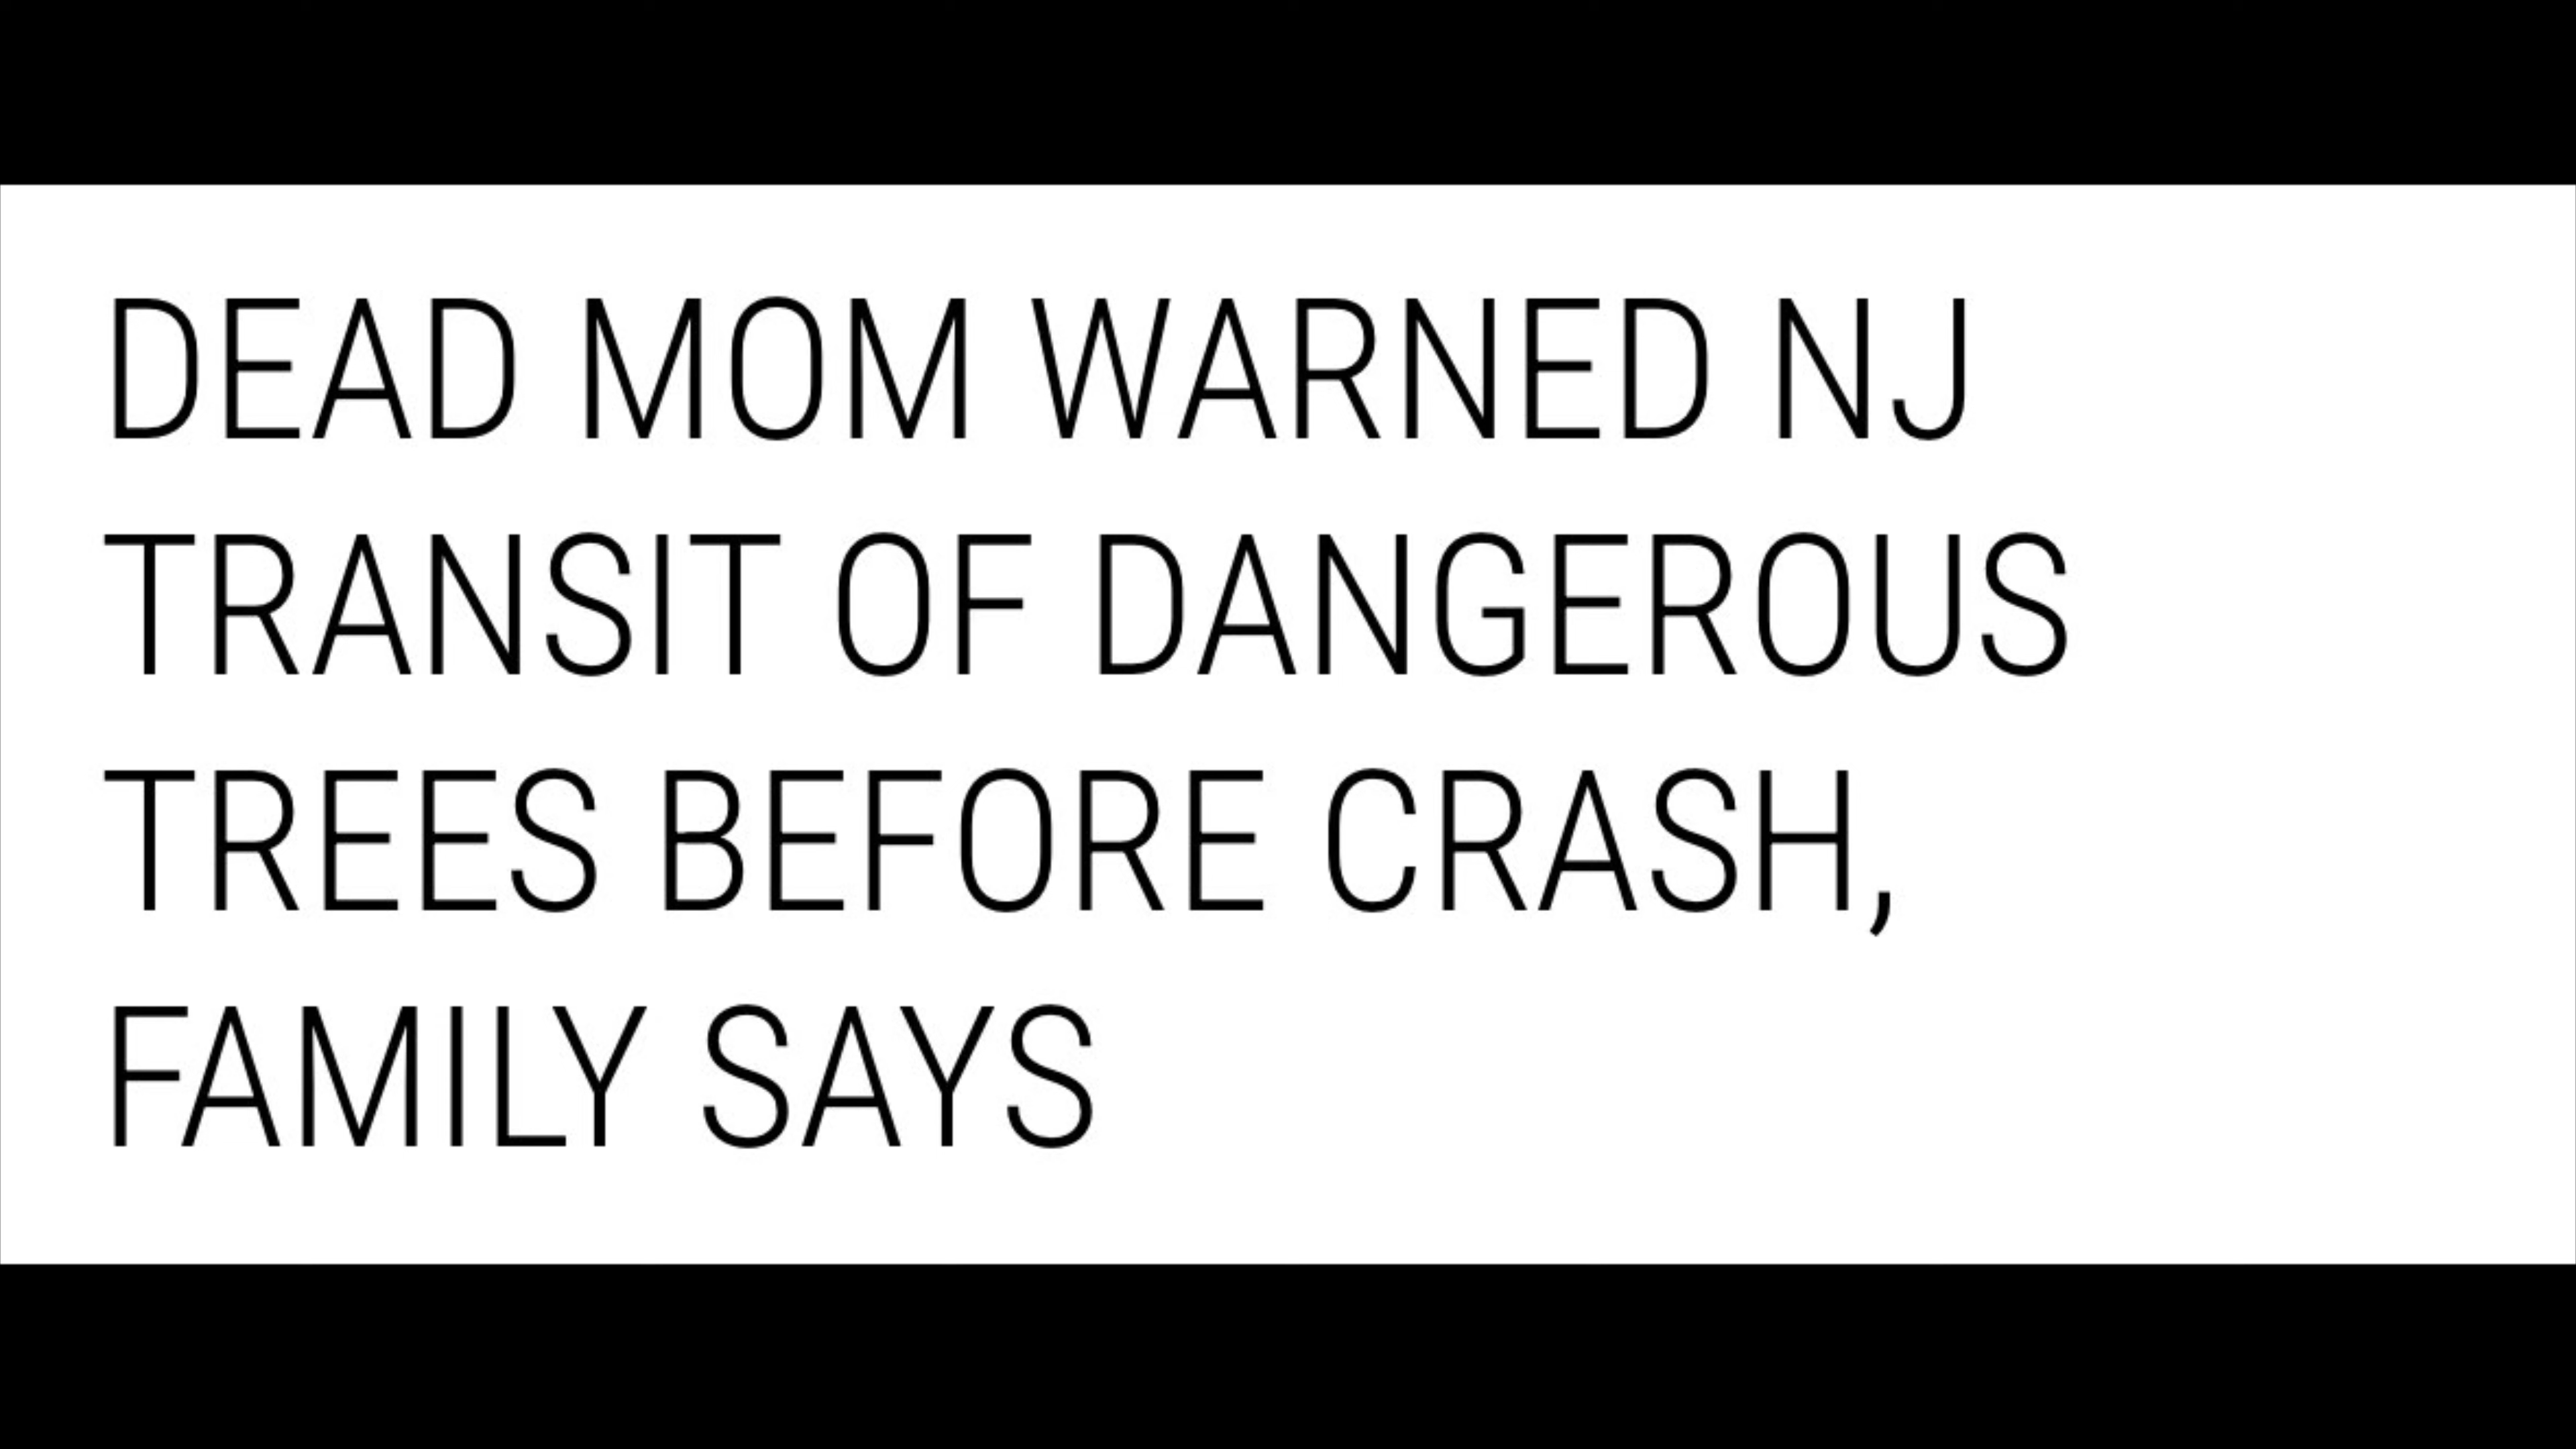 DEAD MOM WARNED NJ
TRANSIT OF DANGEROUS
TREES BEFORE CRASH,
FAMILY SAYS